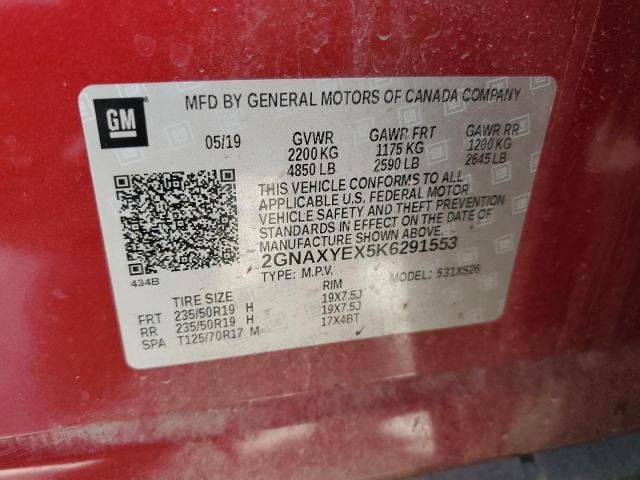 GM
MFD BY GENERAL MOTORS OF CANADA COMPANY
05/19 GVWR GAWR FRT GAWR RR
2200 KG 1175 KG 1200 KG
4850 LB 2590 LB 2645 LB
THIS VEHICLE CONFORMS TO ALL
APPLICABLE U.S. FEDERAL MOTOR
VEHICLE SAFETY AND THEFT PREVENTION
STANDARDS IN EFFECT ON THE DATE OF
MANUFACTURE SHOWN ABOVE.
2GNAXYEX5K6291553
434B
TYPE: M.P.V. MODEL: 531XS26
TIRE SIZE RIM
FRT 235/50R19 H 19X7.5J
RR 235/50R19 H 19X7.5J
SPA T125/70R17 M 17X4BT